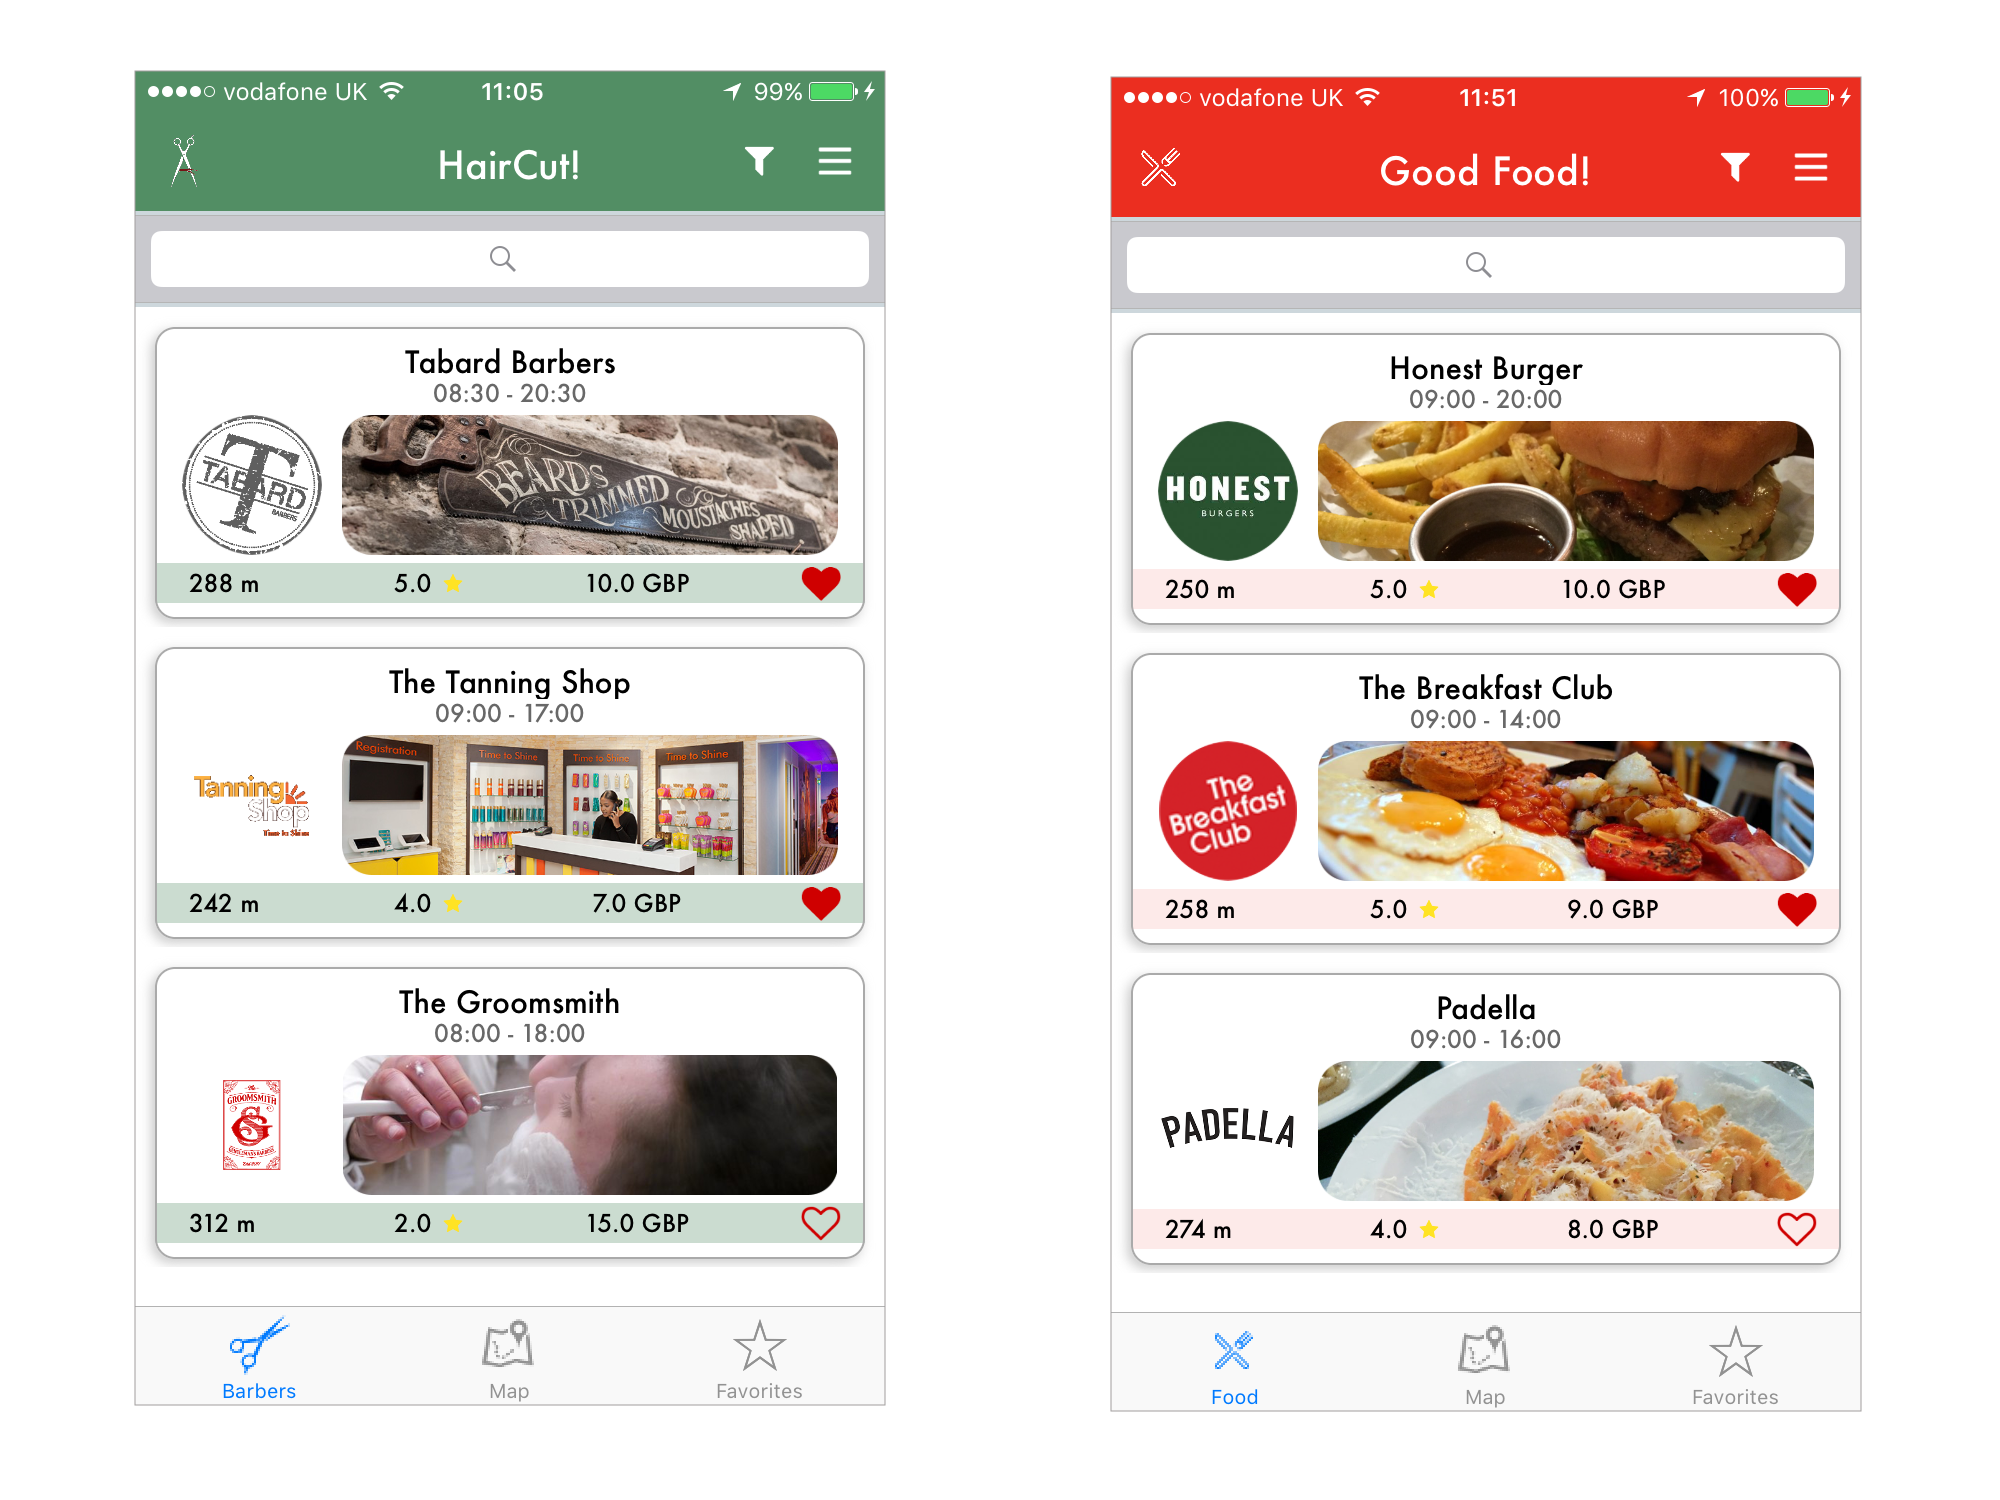 vodafone UK 11:05 99%
HairCut!
Tabard Barbers
08:30 - 20:30
T
TABARD
BARBERS
BEARDS
TRIMMED
MOUSTACHES
SHAPED
288 m 5.0 10.0 GBP
The Tanning Shop
09:00 - 17:00
Tanning
Shop
Time to Shine
Registration
Time to Shine
Time to Shine
Time to Shine
242 m 4.0 7.0 GBP
The Groomsmith
08:00 - 18:00
The
GROOMSMITH
GS
312 m 2.0 15.0 GBP
Barbers Map Favorites
vodafone UK 11:51 100%
Good Food!
Honest Burger
09:00 - 20:00
HONEST
BURGERS
250 m 5.0 10.0 GBP
The Breakfast Club
09:00 - 14:00
The
Breakfast
Club
258 m 5.0 9.0 GBP
Padella
09:00 - 16:00
PADELLA
274 m 4.0 8.0 GBP
Food Map Favorites